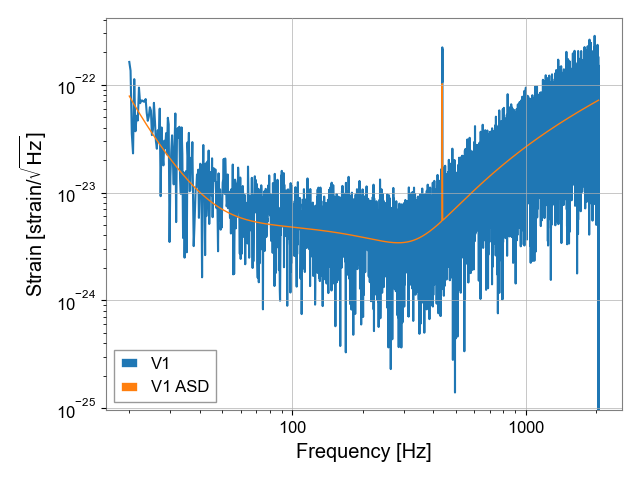 10⁻²²
10⁻²³
10⁻²⁴
10⁻²⁵
Strain [strain/√Hz]
V1
V1 ASD
100
1000
Frequency [Hz]